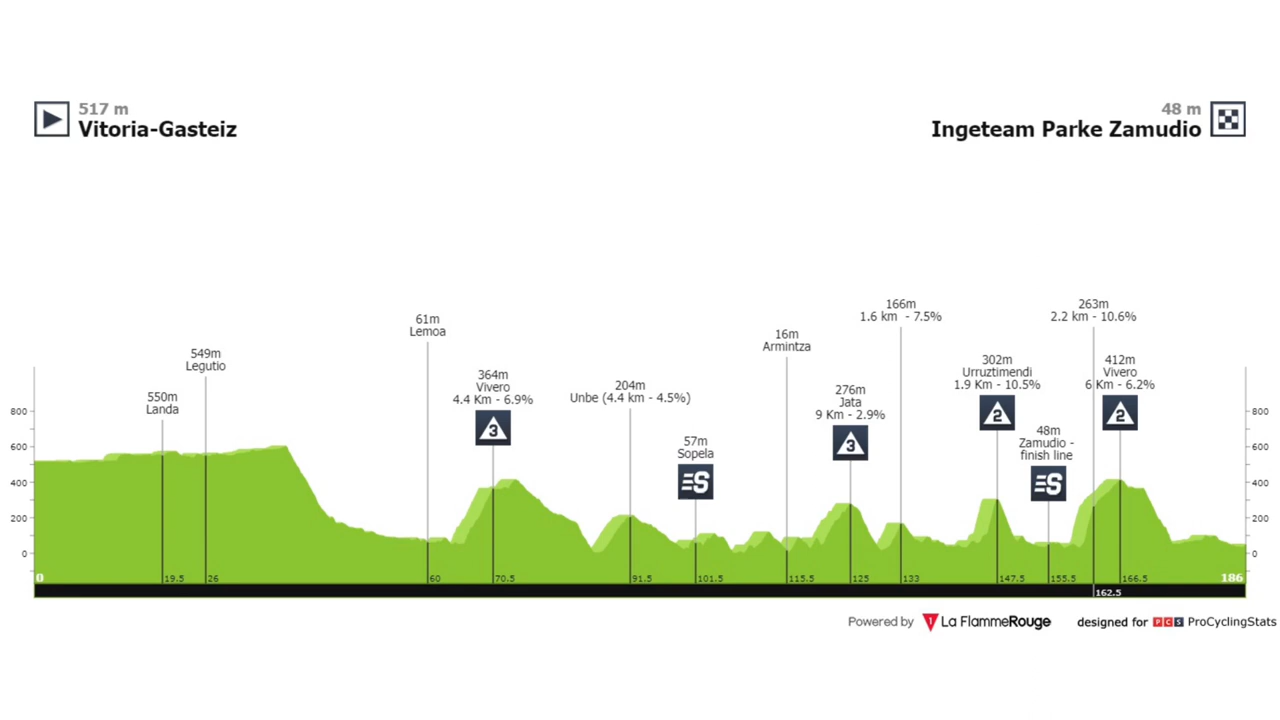 517 m
Vitoria-Gasteiz
48 m
Ingeteam Parke Zamudio
550m
Landa
549m
Legutio
61m
Lemoa
364m
Vivero
4.4 Km - 6.9%
3
204m
Unbe (4.4 km - 4.5%)
57m
Sopela
S
16m
Armintza
276m
Jata
9 Km - 2.9%
3
166m
1.6 km - 7.5%
302m
Urruztimendi
1.9 Km - 10.5%
2
48m
Zamudio -
finish line
S
263m
2.2 km - 10.6%
412m
Vivero
6 Km - 6.2%
2
800
600
400
200
0
800
600
400
200
0
0
19.5
26
60
70.5
91.5
101.5
115.5
125
133
147.5
155.5
166.5
186
162.5
Powered by La FlammeRouge
designed for PCS ProCyclingStats